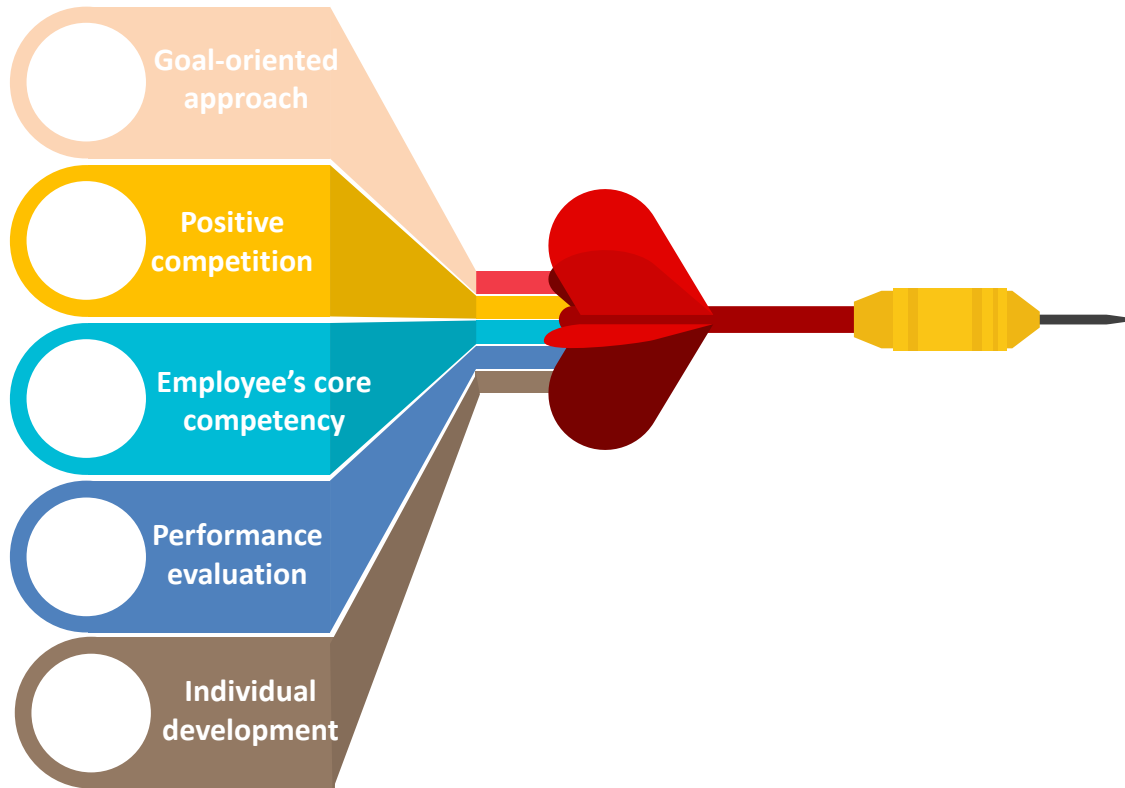 Goal-oriented
approach
Positive
competition
Employee’s core
competency
Performance
evaluation
Individual
development